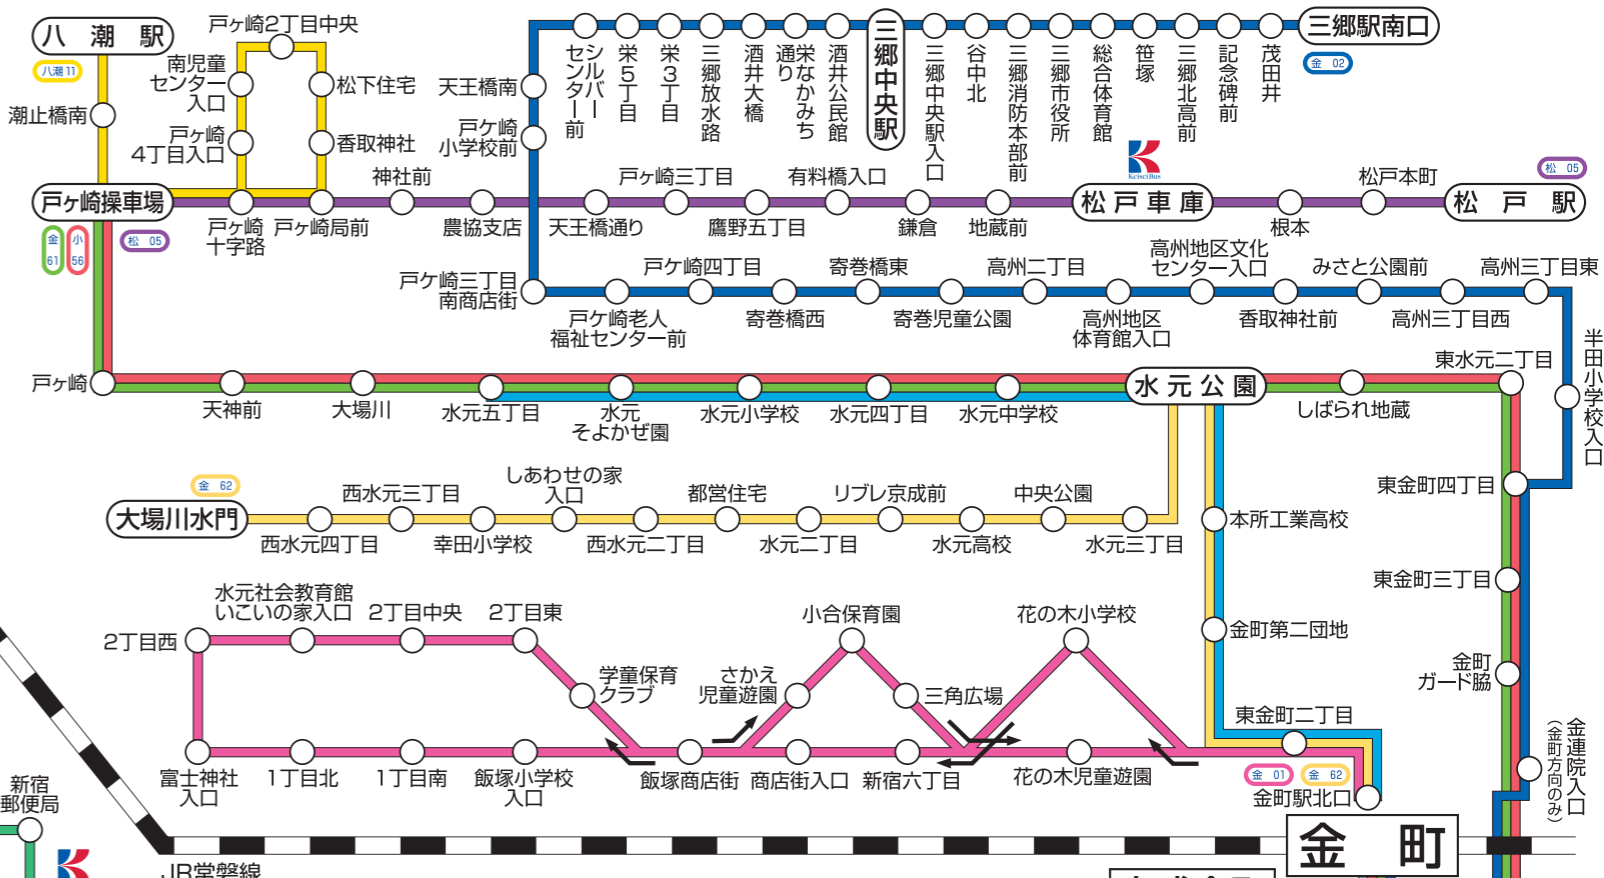 八潮駅
八潮 11
潮止橋南
戸ヶ崎2丁目中央
南児童
センター
入口
松下住宅
戸ヶ崎
4丁目入口
香取神社
戸ヶ崎操車場
金 61
小 56
松 05
戸ヶ崎
十字路
戸ヶ崎局前
神社前
農協支店
天王橋通り
戸ヶ崎三丁目
鷹野五丁目
有料橋入口
鎌倉
地蔵前
KeiseiBus
松戸車庫
根本
松戸本町
松戸駅
松 05
三郷駅南口
金 02
茂田井
記念碑前
三郷北高前
笹塚
総合体育館
三郷市役所
三郷消防本部前
谷中北
三郷中央駅入口
三郷中央駅
酒井公民館
栄なかみち
通り
酒井大橋
三郷放水路
栄3丁目
栄5丁目
シルバー
センター前
天王橋南
戸ケ崎
小学校前
戸ケ崎三丁目
南商店街
戸ケ崎老人
福祉センター前
戸ケ崎四丁目
寄巻橋西
寄巻橋東
寄巻児童公園
高州二丁目
高州地区
体育館入口
高州地区文化
センター入口
香取神社前
みさと公園前
高州三丁目西
高州三丁目東
半田小学校入口
戸ヶ崎
天神前
大場川
水元五丁目
水元
そよかぜ園
水元小学校
水元四丁目
水元中学校
水元公園
しばられ地蔵
東水元二丁目
東金町四丁目
東金町三丁目
金町
ガード脇
金蓮院入口
(金町方向のみ)
金 62
大場川水門
西水元四丁目
西水元三丁目
幸田小学校
しあわせの家
入口
西水元二丁目
都営住宅
水元二丁目
リブレ京成前
水元高校
中央公園
水元三丁目
本所工業高校
金町第二団地
東金町二丁目
金 01
金 62
金町駅北口
2丁目西
水元社会教育館
いこいの家入口
2丁目中央
2丁目東
学童保育
クラブ
さかえ
児童遊園
小合保育園
三角広場
花の木小学校
富士神社
入口
1丁目北
1丁目南
飯塚小学校
入口
飯塚商店街
商店街入口
新宿六丁目
花の木児童遊園
新宿
郵便局
JR常磐線
金町